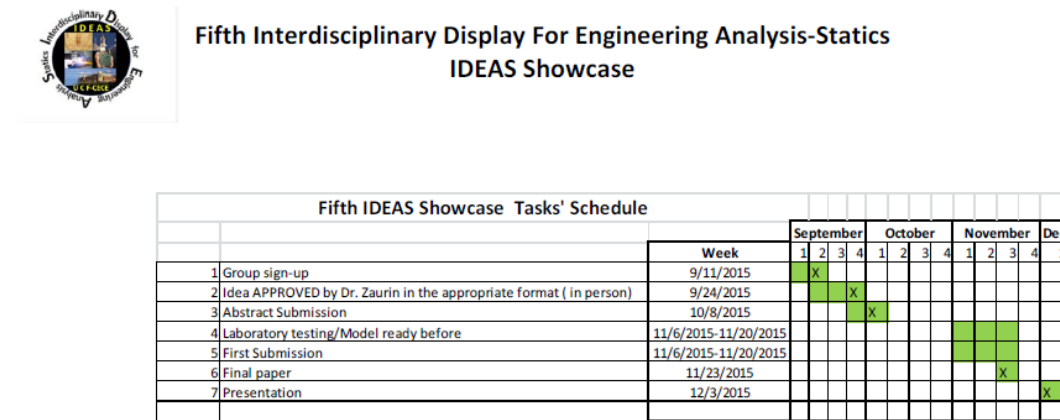 Interdisciplinary Display for Engineering Analysis Statics
IDEAS
UCF-CECE
Fifth Interdisciplinary Display For Engineering Analysis-Statics
IDEAS Showcase
Fifth IDEAS Showcase Tasks' Schedule
September October November De
Week 1 2 3 4 1 2 3 4 1 2 3 4
1 Group sign-up 9/11/2015 X
2 Idea APPROVED by Dr. Zaurin in the appropriate format ( in person) 9/24/2015 X
3 Abstract Submission 10/8/2015 X
4 Laboratory testing/Model ready before 11/6/2015-11/20/2015
5 First Submission 11/6/2015-11/20/2015
6 Final paper 11/23/2015 X
7 Presentation 12/3/2015 X